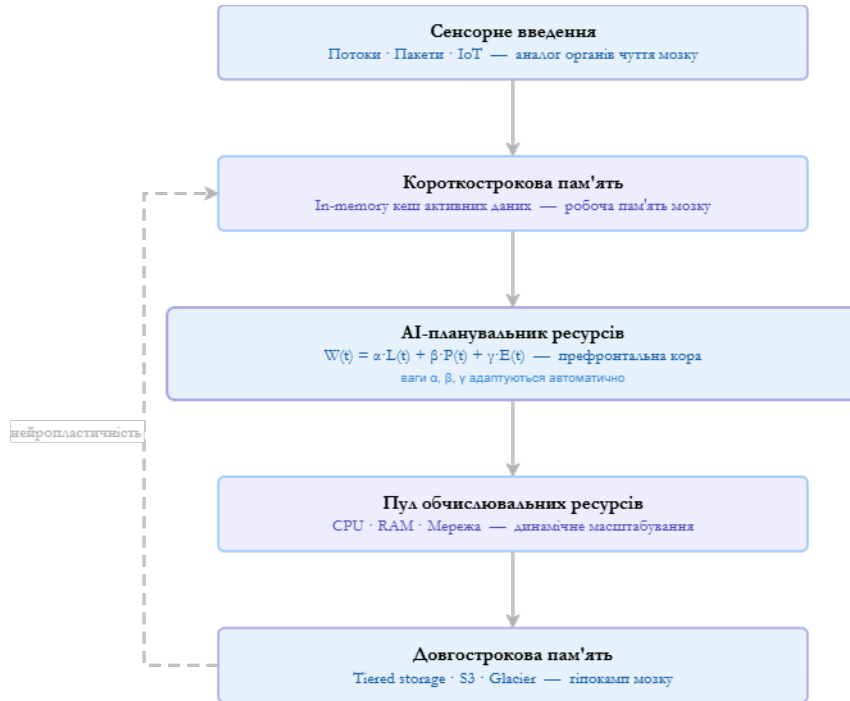 Сенсорне введення
Потоки · Пакети · IoT — аналог органів чуття мозку
Короткострокова пам'ять
In-memory кеш активних даних — робоча пам'ять мозку
AI-планувальник ресурсів
W(t) = α·L(t) + β·P(t) + γ·E(t) — префронтальна кора
ваги α, β, γ адаптуються автоматично
нейропластичність
Пул обчислювальних ресурсів
CPU · RAM · Мережа — динамічне масштабування
Довгострокова пам'ять
Tiered storage · S3 · Glacier — гіпокамп мозку